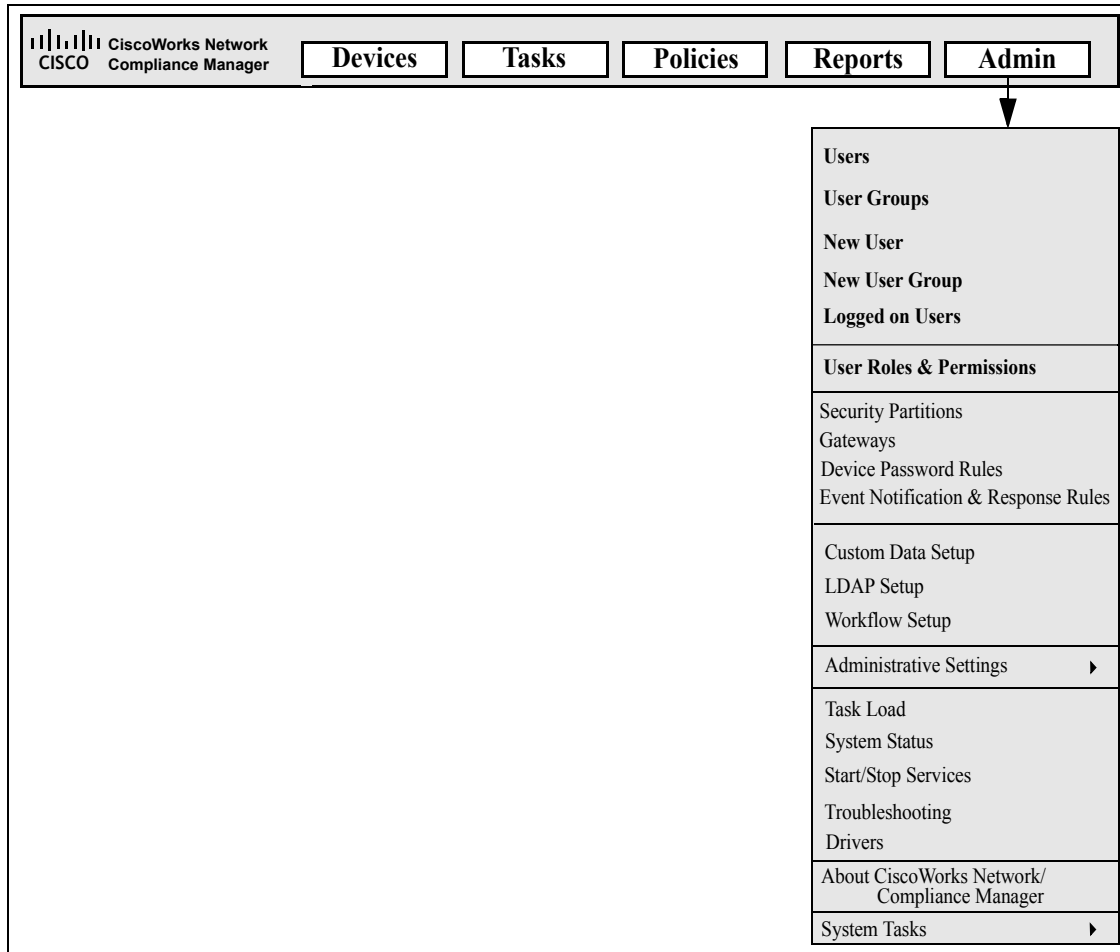 CiscoWorks Network
CISCO Compliance Manager
Devices Tasks Policies Reports Admin
Users
User Groups
New User
New User Group
Logged on Users
User Roles & Permissions
Security Partitions
Gateways
Device Password Rules
Event Notification & Response Rules
Custom Data Setup
LDAP Setup
Workflow Setup
Administrative Settings
Task Load
System Status
Start/Stop Services
Troubleshooting
Drivers
About CiscoWorks Network/
Compliance Manager
System Tasks